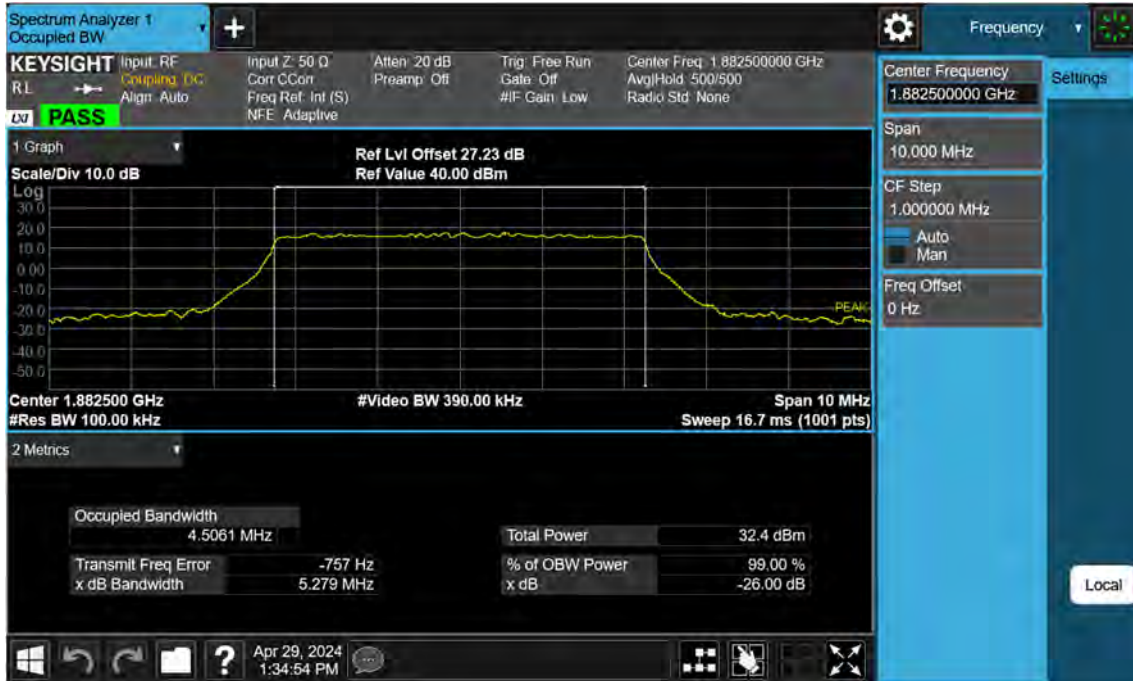 Spectrum Analyzer 1
Occupied BW
+
Frequency
KEYSIGHT
RL
LXI
PASS
Input: RF
Coupling: DC
Align: Auto
Input Z: 50 Ω
Corr CCorr
Freq Ref: Int (S)
NFE: Adaptive
Atten: 20 dB
Preamp: Off
Trig: Free Run
Gate: Off
#IF Gain: Low
Center Freq: 1.882500000 GHz
Avg|Hold: 500/500
Radio Std: None
1 Graph
Scale/Div 10.0 dB
Ref Lvl Offset 27.23 dB
Ref Value 40.00 dBm
Log
30.0
20.0
10.0
0.00
-10.0
-20.0
-30.0
-40.0
-50.0
PEAK
Center 1.882500 GHz
#Video BW 390.00 kHz
Span 10 MHz
#Res BW 100.00 kHz
Sweep 16.7 ms (1001 pts)
2 Metrics
Occupied Bandwidth
4.5061 MHz
Total Power 32.4 dBm
Transmit Freq Error -757 Hz
% of OBW Power 99.00 %
x dB Bandwidth 5.279 MHz
x dB -26.00 dB
?
Apr 29, 2024
1:34:54 PM
Center Frequency
1.882500000 GHz
Settings
Span
10.000 MHz
CF Step
1.000000 MHz
Auto
Man
Freq Offset
0 Hz
Local